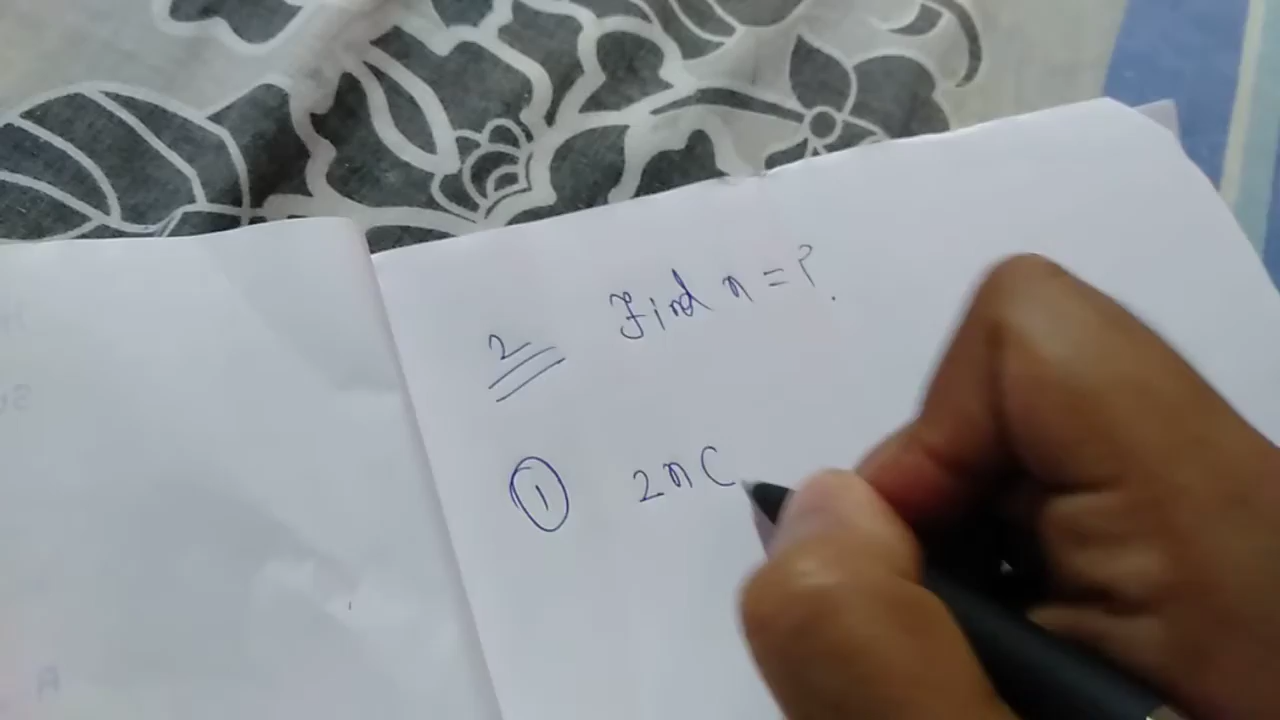 2 Find n = ?
① 2nC